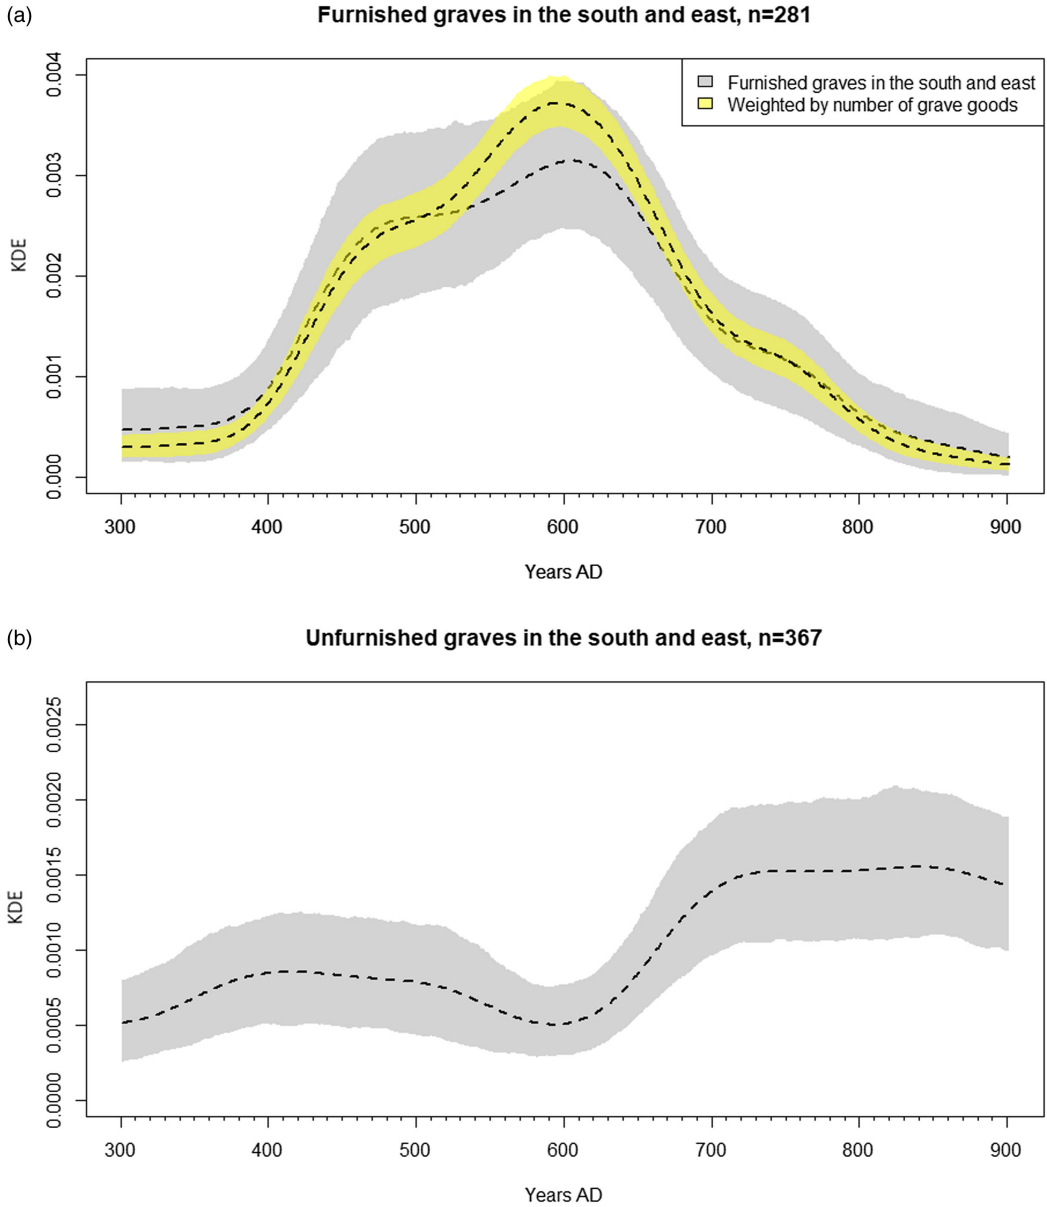 (a)
Furnished graves in the south and east, n=281
Furnished graves in the south and east
Weighted by number of grave goods
0.004
0.003
0.002
0.001
0.000
KDE
300 400 500 600 700 800 900
Years AD
(b)
Unfurnished graves in the south and east, n=367
0.0025
0.0020
0.0015
0.0010
0.0005
0.0000
KDE
300 400 500 600 700 800 900
Years AD